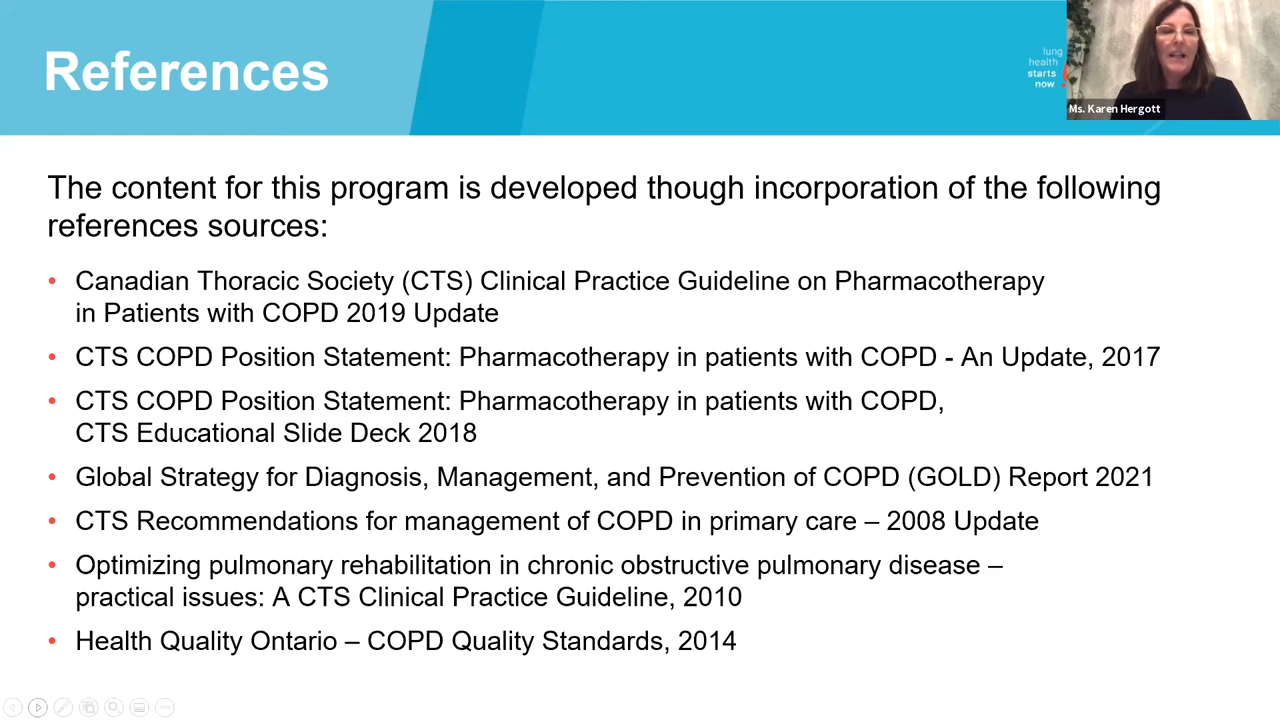 References
lung
health
starts
now
Ms. Karen Hergott
The content for this program is developed though incorporation of the following
references sources:
• Canadian Thoracic Society (CTS) Clinical Practice Guideline on Pharmacotherapy
in Patients with COPD 2019 Update
• CTS COPD Position Statement: Pharmacotherapy in patients with COPD - An Update, 2017
• CTS COPD Position Statement: Pharmacotherapy in patients with COPD,
CTS Educational Slide Deck 2018
• Global Strategy for Diagnosis, Management, and Prevention of COPD (GOLD) Report 2021
• CTS Recommendations for management of COPD in primary care – 2008 Update
• Optimizing pulmonary rehabilitation in chronic obstructive pulmonary disease –
practical issues: A CTS Clinical Practice Guideline, 2010
• Health Quality Ontario – COPD Quality Standards, 2014